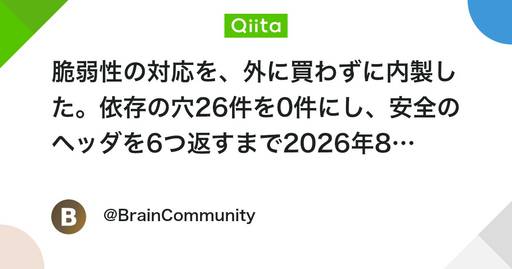 Qiita
脆弱性の対応を、外に買わずに内製し
た。依存の穴26件を0件にし、安全の
ヘッダを6つ返すまで2026年8…
B
@BrainCommunity